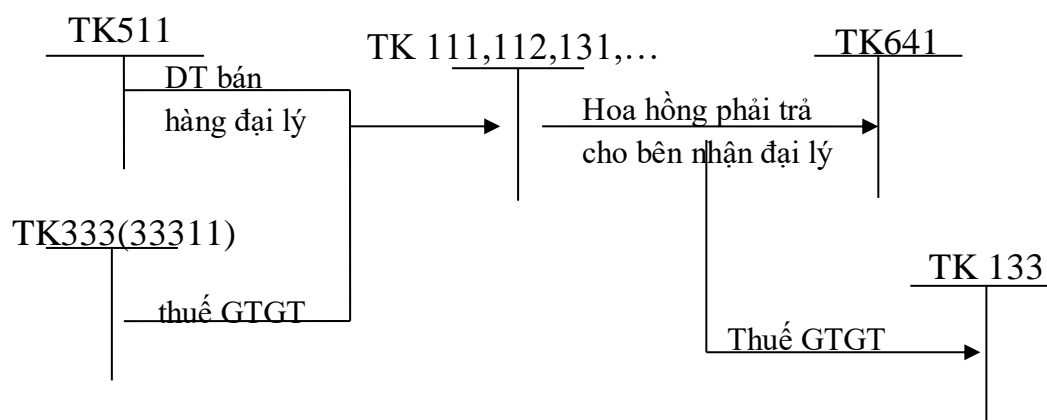 TK511
TK 111,112,131,…
TK641
DT bán
hàng đại lý
Hoa hồng phải trả
cho bên nhận đại lý
TK333(33311)
TK 133
thuế GTGT
Thuế GTGT